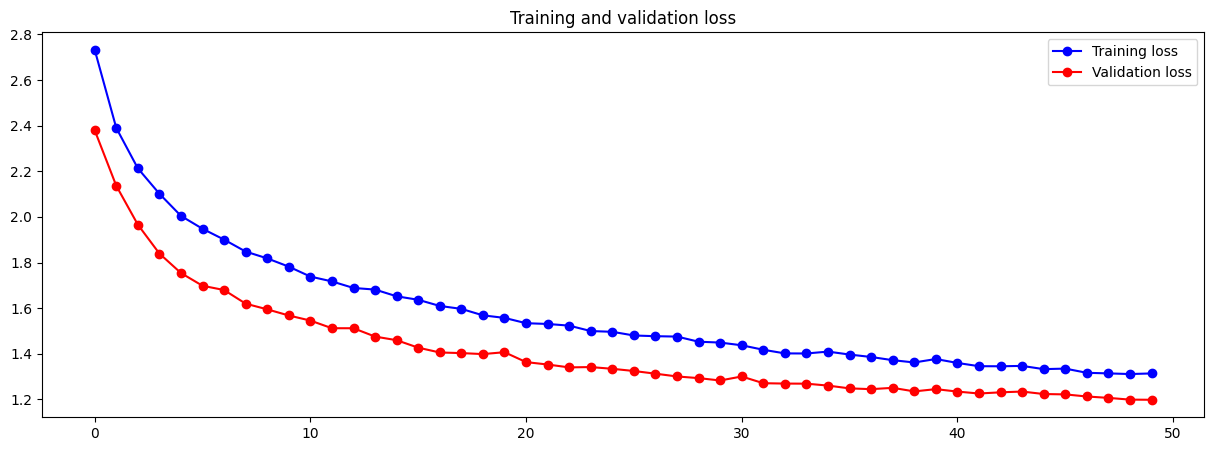 Training and validation loss
Training loss
Validation loss
2.8
2.6
2.4
2.2
2.0
1.8
1.6
1.4
1.2
0 10 20 30 40 50